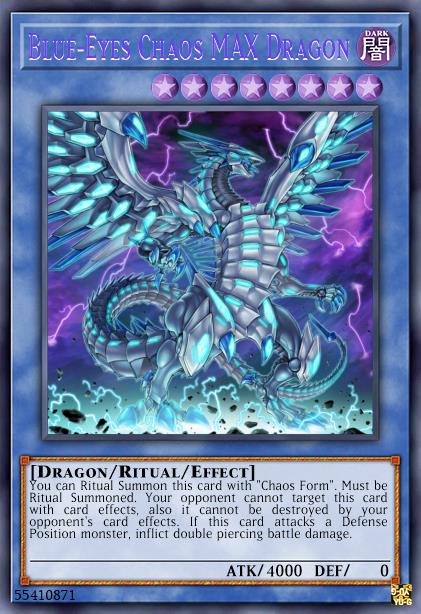 Blue-Eyes Chaos MAX Dragon
DARK
闇
[Dragon/Ritual/Effect]
You can Ritual Summon this card with "Chaos Form". Must be
Ritual Summoned. Your opponent cannot target this card
with card effects, also it cannot be destroyed by your
opponent's card effects. If this card attacks a Defense
Position monster, inflict double piercing battle damage.
ATK/4000 DEF/ 0
55410871